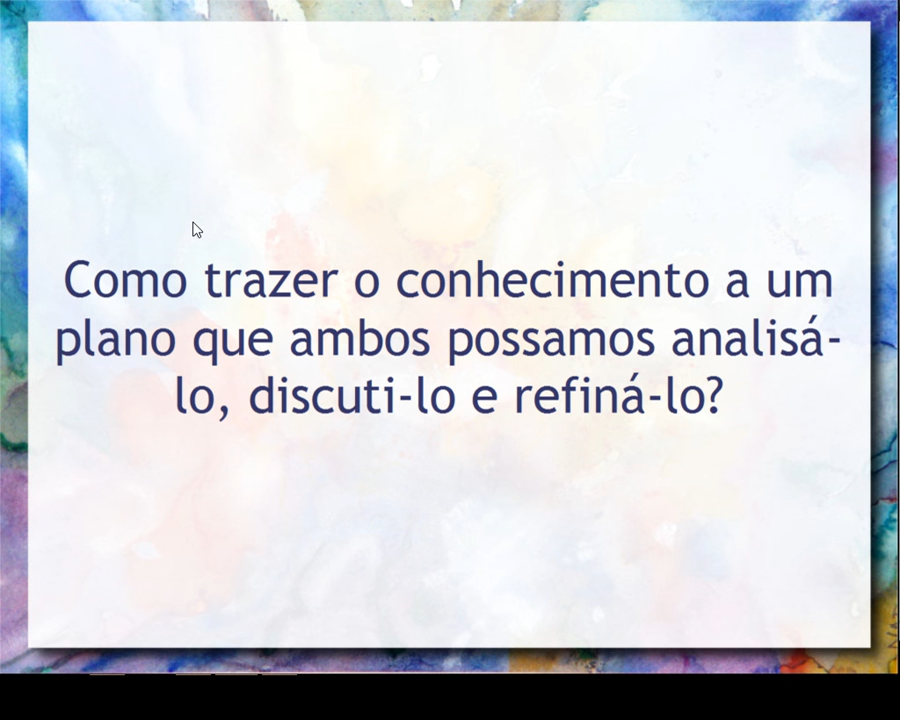 Como trazer o conhecimento a um
plano que ambos possamos analisá-
lo, discuti-lo e refiná-lo?